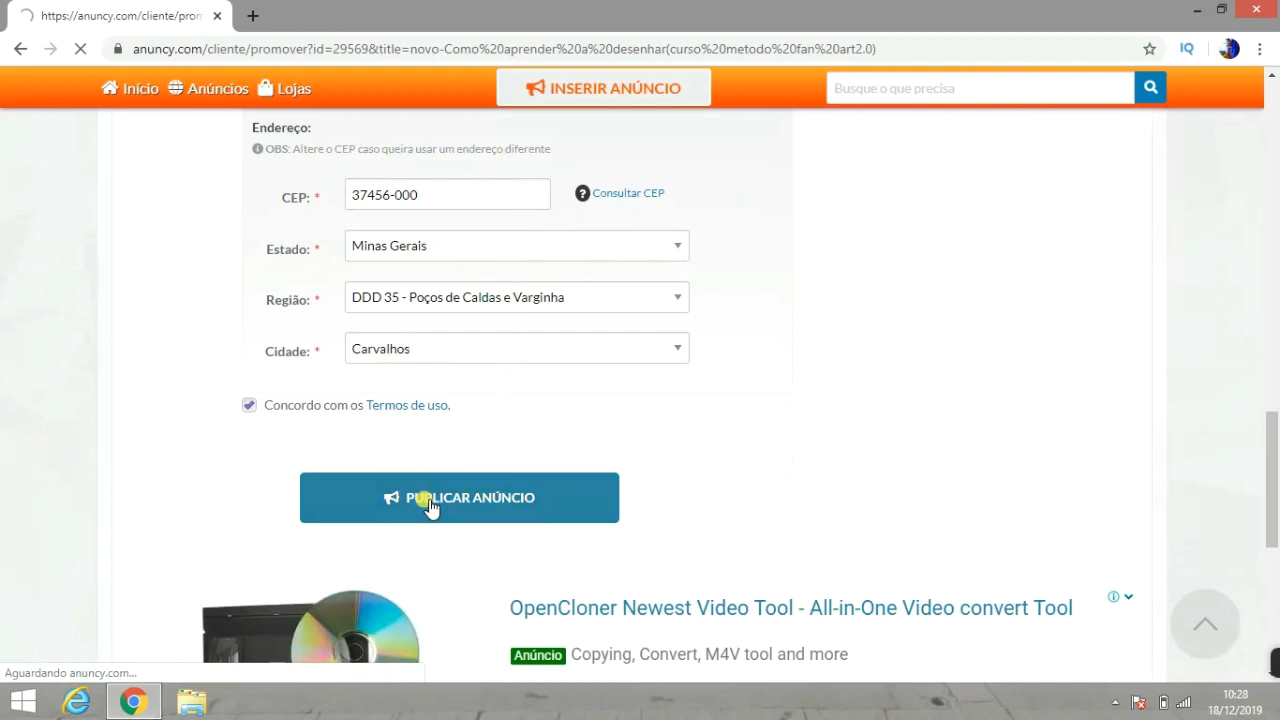 https://anuncy.com/cliente/prom
anuncy.com/cliente/promover?id=29569&title=novo-Como%20aprender%20a%20desenhar(curso%20metodo%20fan%20art2.0)
IQ
Início Anúncios Lojas
INSERIR ANÚNCIO
Busque o que precisa
Endereço:
OBS: Altere o CEP caso queira usar um endereço diferente
CEP: * 37456-000 Consultar CEP
Estado: * Minas Gerais
Região: * DDD 35 - Poços de Caldas e Varginha
Cidade: * Carvalhos
Concordo com os Termos de uso.
PUBLICAR ANÚNCIO
OpenCloner Newest Video Tool - All-in-One Video convert Tool
Anúncio Copying, Convert, M4V tool and more
Aguardando anuncy.com...
10:28
18/12/2019